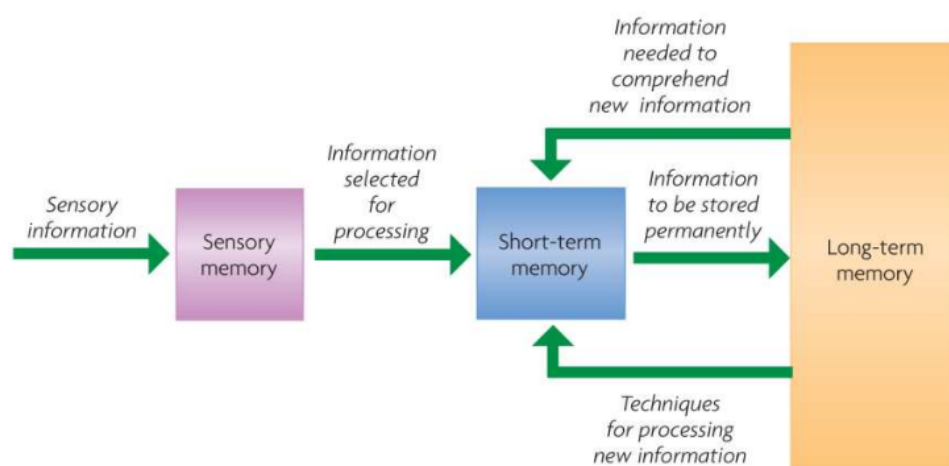 Sensory
information
Sensory
memory
Information
selected
for
processing
Short-term
memory
Information
needed to
comprehend
new information
Information
to be stored
permanently
Techniques
for processing
new information
Long-term
memory